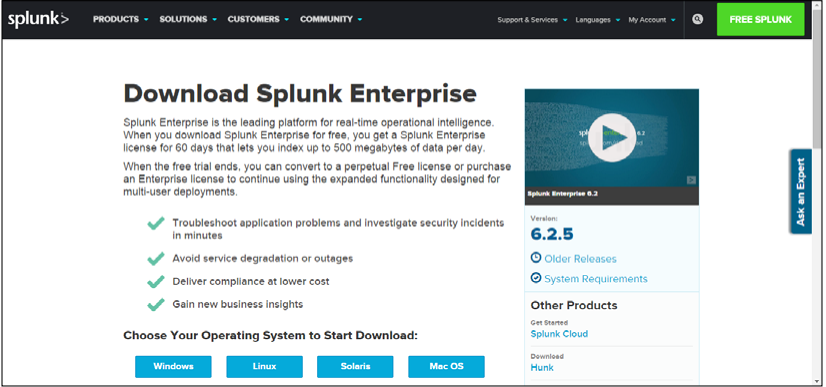 splunk>
PRODUCTS
SOLUTIONS
CUSTOMERS
COMMUNITY
Support & Services
Languages
My Account
FREE SPLUNK
Download Splunk Enterprise
Splunk Enterprise is the leading platform for real-time operational intelligence.
When you download Splunk Enterprise for free, you get a Splunk Enterprise
license for 60 days that lets you index up to 500 megabytes of data per day.
When the free trial ends, you can convert to a perpetual Free license or purchase
an Enterprise license to continue using the expanded functionality designed for
multi-user deployments.
Troubleshoot application problems and investigate security incidents
in minutes
Avoid service degradation or outages
Deliver compliance at lower cost
Gain new business insights
Choose Your Operating System to Start Download:
Windows
Linux
Solaris
Mac OS
Splunk Enterprise 6.2
Version:
6.2.5
Older Releases
System Requirements
Other Products
Get Started
Splunk Cloud
Download
Hunk
Ask an Expert